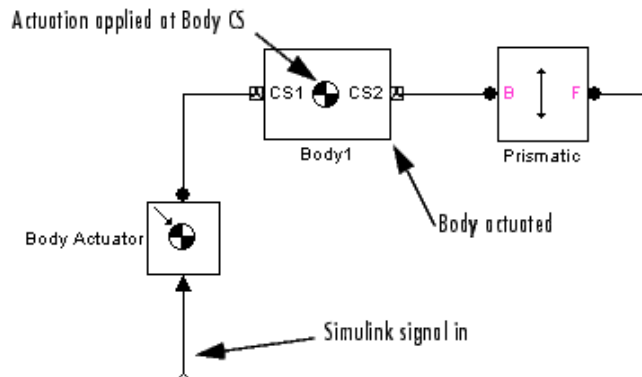 Actuation applied at Body CS
CS1 CS2
B F
Body1
Prismatic
Body actuated
Body Actuator
Simulink signal in